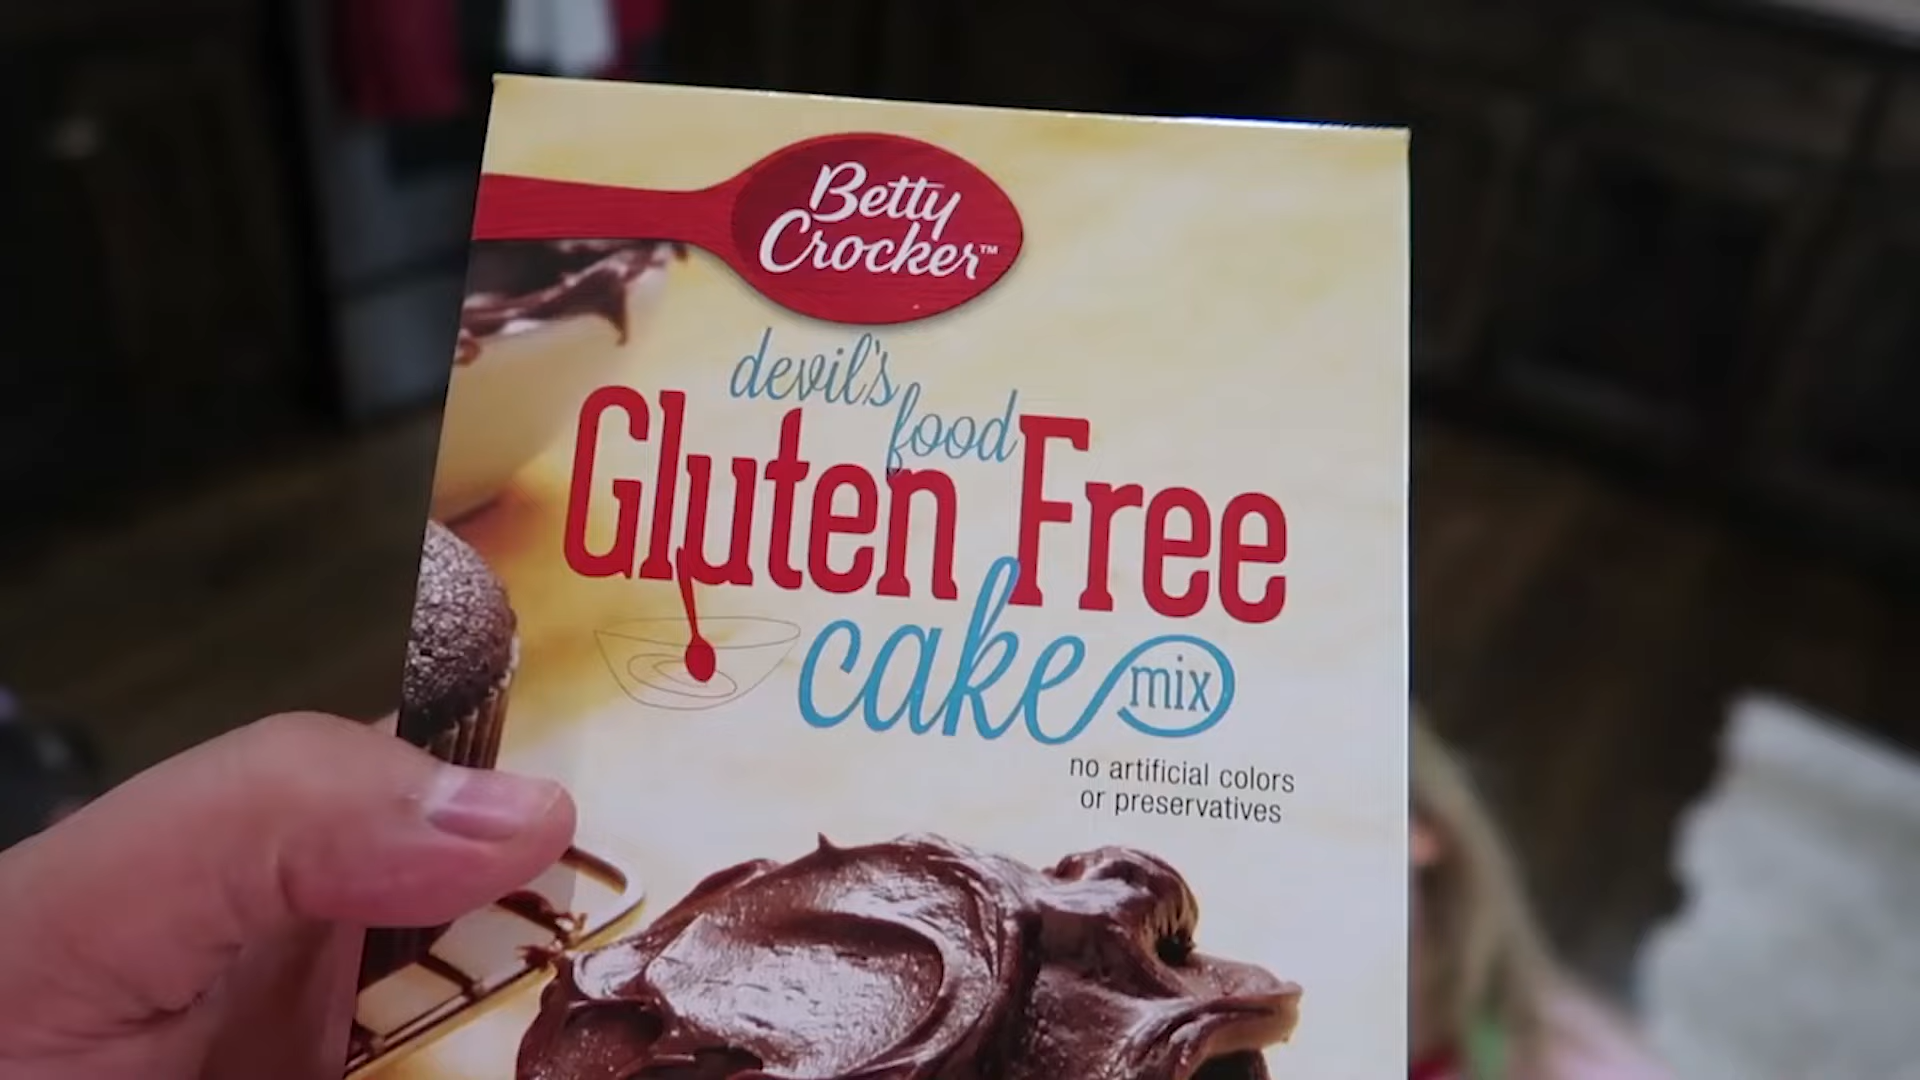 Betty
Crocker™
devil's
food
Gluten Free
cake mix
no artificial colors
or preservatives